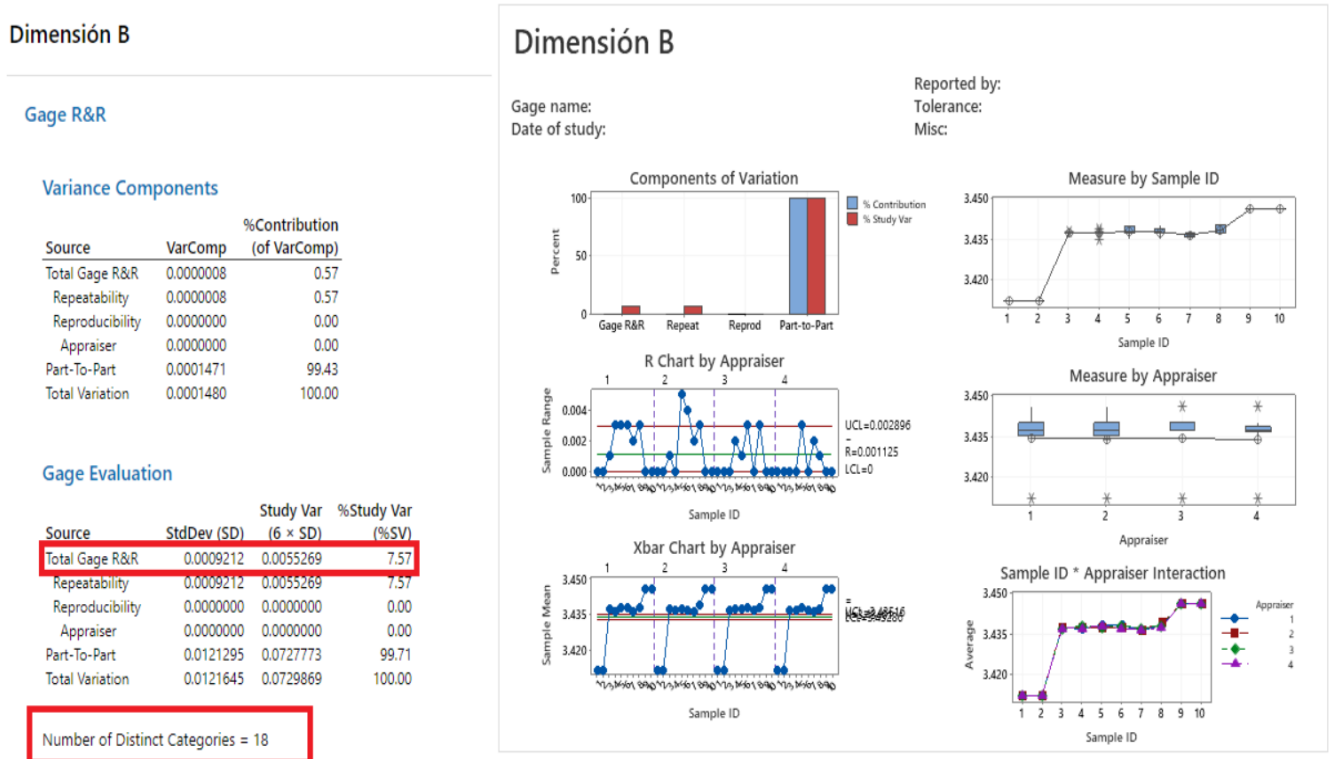 Dimensión B
Gage R&R
Variance Components
%Contribution
Source VarComp (of VarComp)
Total Gage R&R 0.0000008 0.57
Repeatability 0.0000008 0.57
Reproducibility 0.0000000 0.00
Appraiser 0.0000000 0.00
Part-To-Part 0.0001471 99.43
Total Variation 0.0001480 100.00
Gage Evaluation
Study Var %Study Var
Source StdDev (SD) (6 × SD) (%SV)
Total Gage R&R 0.0009212 0.0055269 7.57
Repeatability 0.0009212 0.0055269 7.57
Reproducibility 0.0000000 0.0000000 0.00
Appraiser 0.0000000 0.0000000 0.00
Part-To-Part 0.0121295 0.0727773 99.71
Total Variation 0.0121645 0.0729869 100.00
Number of Distinct Categories = 18
Dimensión B
Gage name:
Date of study:
Reported by:
Tolerance:
Misc:
Components of Variation
100
50
0
Percent
Gage R&R Repeat Reprod Part-to-Part
% Contribution
% Study Var
R Chart by Appraiser
1 2 3 4
0.004
0.002
0.000
Sample Range
UCL=0.002896
R=0.001125
LCL=0
Sample ID
Xbar Chart by Appraiser
1 2 3 4
3.450
3.435
3.420
Sample Mean
Sample ID
Measure by Sample ID
3.450
3.435
3.420
1 2 3 4 5 6 7 8 9 10
Sample ID
Measure by Appraiser
3.450
3.435
3.420
1 2 3 4
Appraiser
Sample ID * Appraiser Interaction
3.450
3.435
3.420
Average
1 2 3 4 5 6 7 8 9 10
Sample ID
Appraiser
1
2
3
4